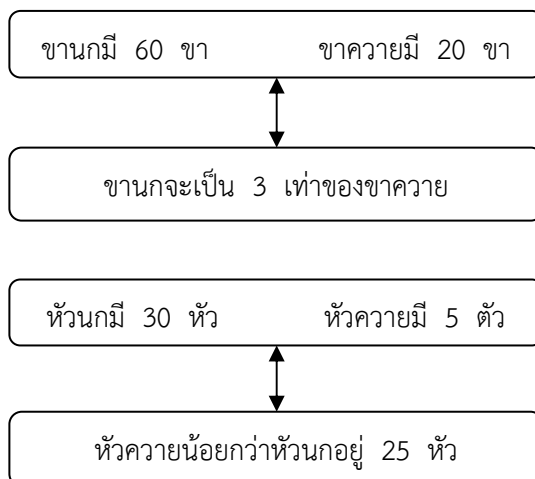 ขานกมี 60 ขา ขาควายมี 20 ขา
ขานกจะเป็น 3 เท่าของขาควาย
หัวนกมี 30 หัว หัวควายมี 5 ตัว
หัวควายน้อยกว่าหัวนกอยู่ 25 หัว